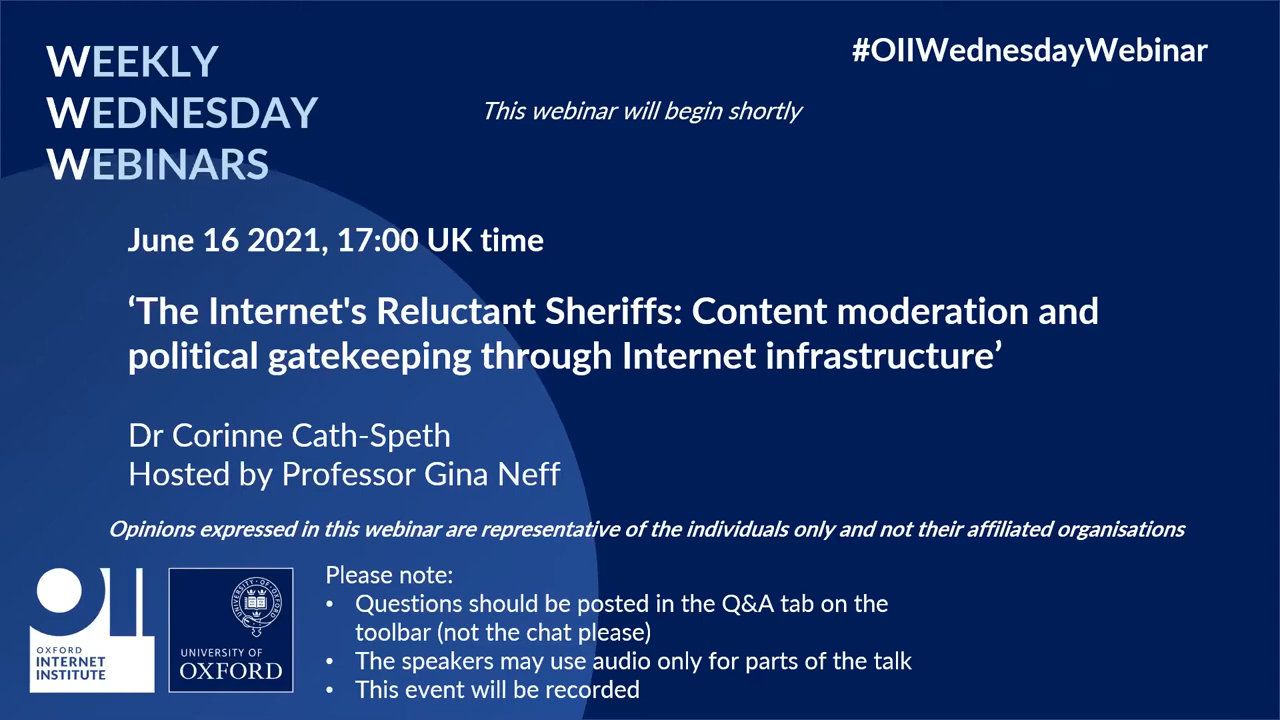 WEEKLY
WEDNESDAY
WEBINARS
#OIIWednesdayWebinar
This webinar will begin shortly
June 16 2021, 17:00 UK time
‘The Internet's Reluctant Sheriffs: Content moderation and
political gatekeeping through Internet infrastructure’
Dr Corinne Cath-Speth
Hosted by Professor Gina Neff
Opinions expressed in this webinar are representative of the individuals only and not their affiliated organisations
oii
OXFORD
INTERNET
INSTITUTE
UNIVERSITY OF
OXFORD
Please note:
• Questions should be posted in the Q&A tab on the
toolbar (not the chat please)
• The speakers may use audio only for parts of the talk
• This event will be recorded